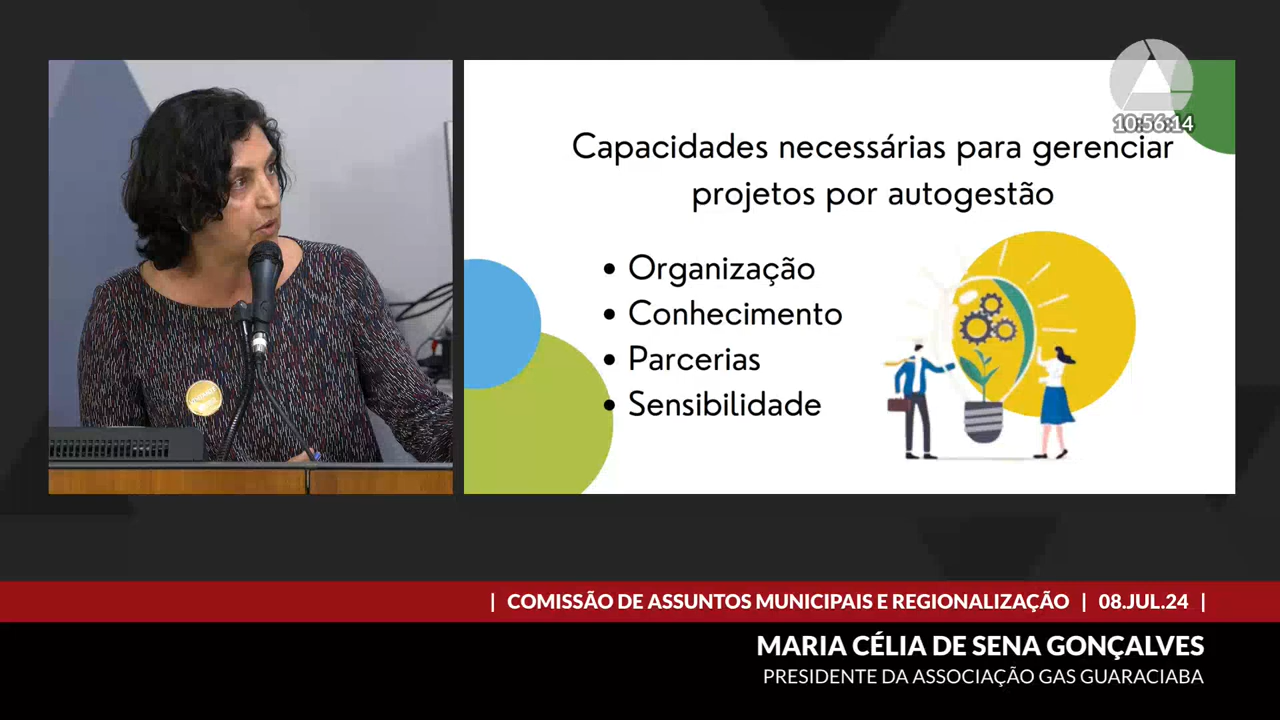 10:56:14
Capacidades necessárias para gerenciar
projetos por autogestão
• Organização
• Conhecimento
• Parcerias
• Sensibilidade
| COMISSÃO DE ASSUNTOS MUNICIPAIS E REGIONALIZAÇÃO | 08.JUL.24 |
MARIA CÉLIA DE SENA GONÇALVES
PRESIDENTE DA ASSOCIAÇÃO GAS GUARACIABA